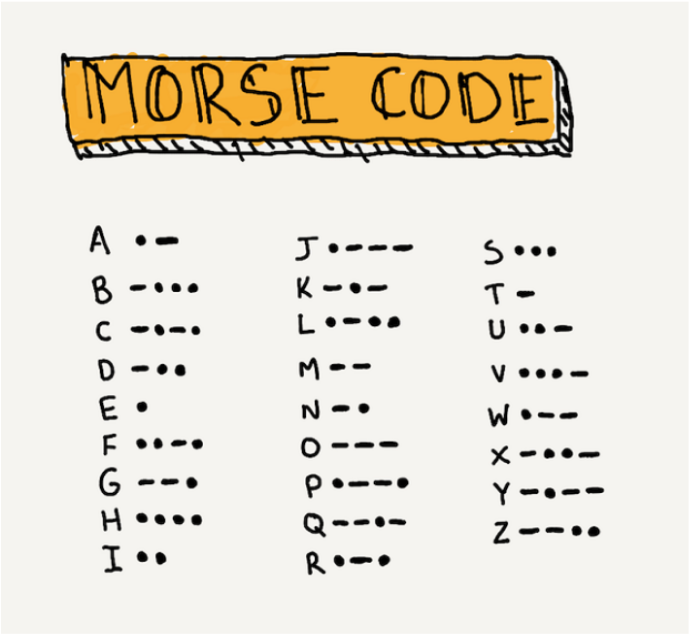 MORSE CODE
A •–
B –•••
C –•–•
D –••
E •
F ••–•
G ––•
H ••••
I ••
J •–––
K –•–
L •–••
M ––
N –•
O –––
P •––•
Q ––•–
R •–•
S •••
T –
U ••–
V •••–
W •––
X –••–
Y –•––
Z ––••